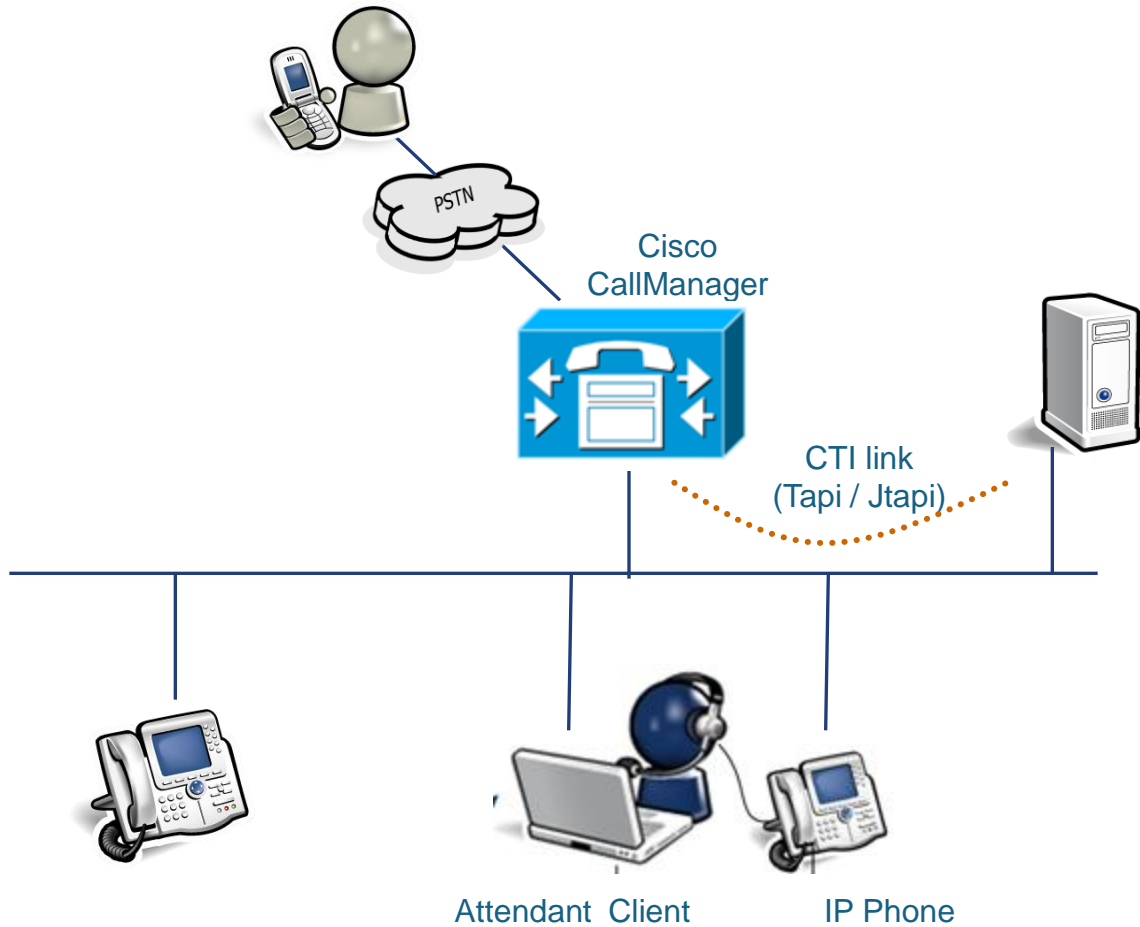 PSTN
Cisco
CallManager
CTI link
(Tapi / Jtapi)
Attendant Client
IP Phone